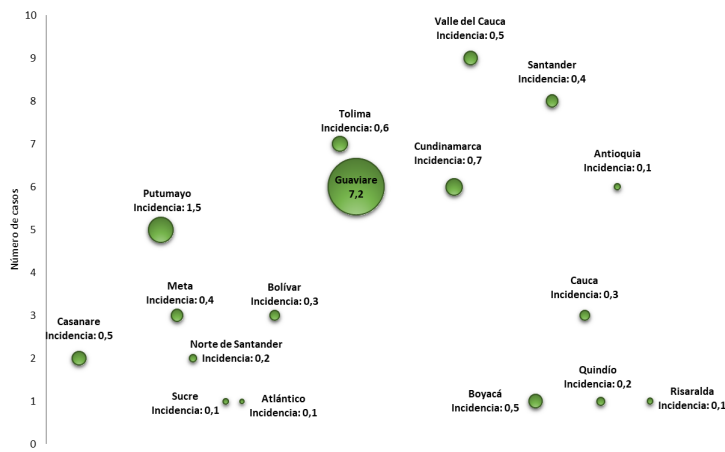 Valle del Cauca
Incidencia: 0,5
Santander
Incidencia: 0,4
Tolima
Incidencia: 0,6
Cundinamarca
Incidencia: 0,7
Antioquia
Incidencia: 0,1
Guaviare
7,2
Putumayo
Incidencia: 1,5
Meta
Incidencia: 0,4
Bolívar
Incidencia: 0,3
Cauca
Incidencia: 0,3
Casanare
Incidencia: 0,5
Norte de Santander
Incidencia: 0,2
Sucre
Incidencia: 0,1
Atlántico
Incidencia: 0,1
Boyacá
Incidencia: 0,5
Quindío
Incidencia: 0,2
Risaralda
Incidencia: 0,1
Número de casos
10
9
8
7
6
5
4
3
2
1
0